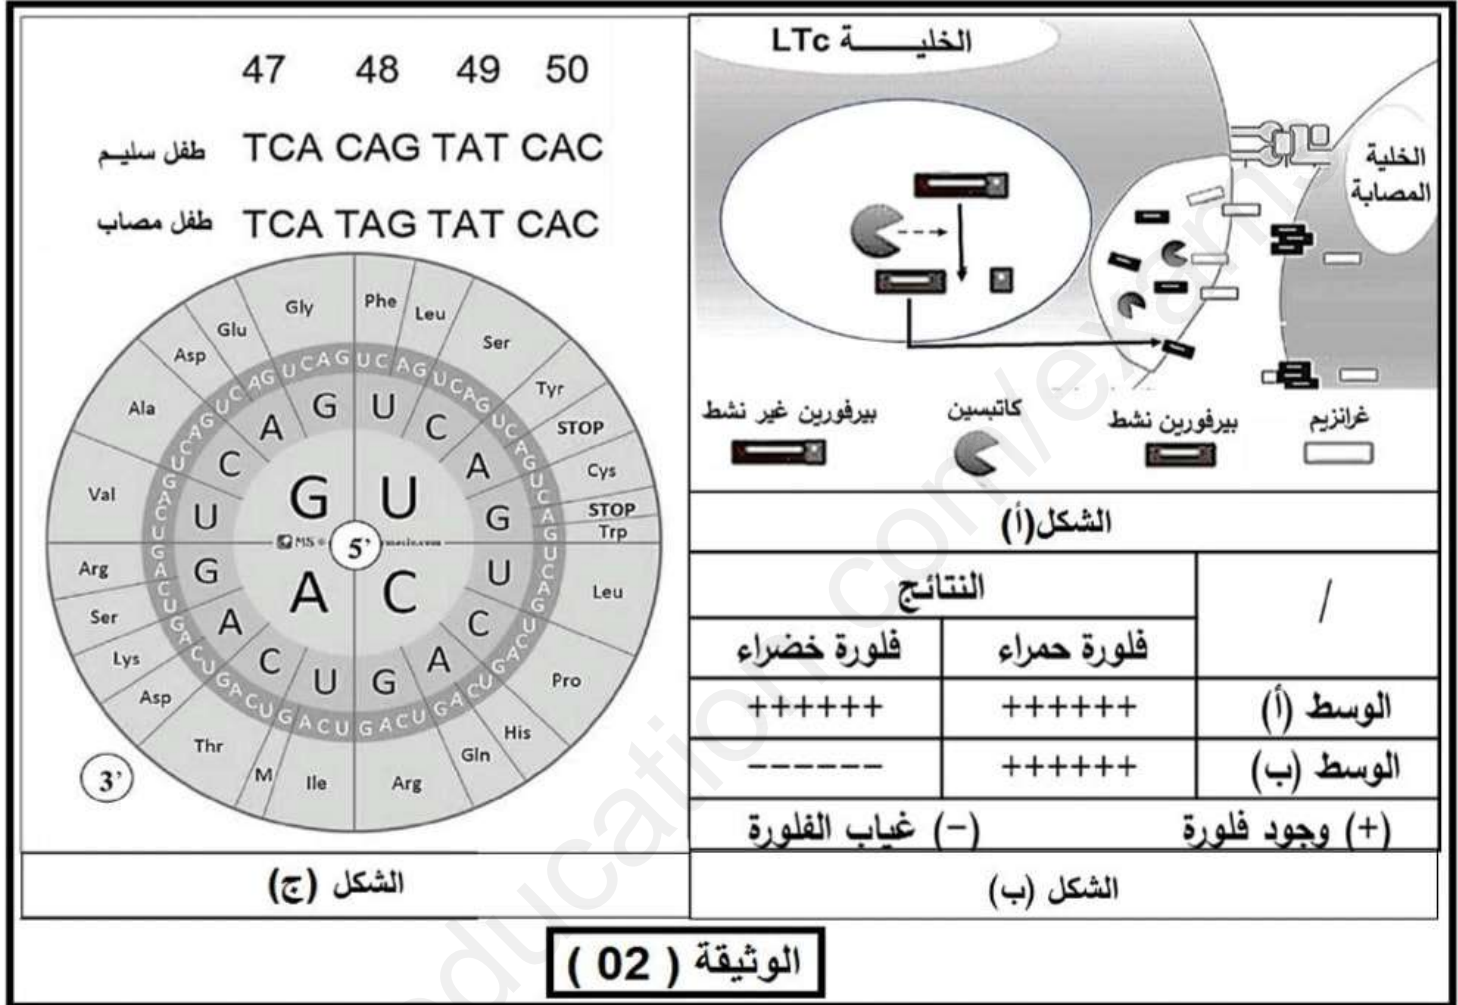 الخلية LTc
الخلية
المصابة
بيرفورين غير نشط
كاتبسين
بيرفورين نشط
غرانزيم
الشكل(أ)
/
النتائج
فلورة حمراء
فلورة خضراء
الوسط (أ)
++++++
++++++
الوسط (ب)
++++++
------
(+) وجود فلورة (-) غياب الفلورة
الشكل (ب)
47 48 49 50
طفل سليم TCA CAG TAT CAC
طفل مصاب TCA TAG TAT CAC
Phe
Leu
Ser
Tyr
STOP
Cys
STOP
Trp
Leu
Pro
His
Gln
Arg
Ile
M
Thr
Asp
Lys
Ser
Arg
Val
Ala
Asp
Glu
Gly
U C A G U C A G U C A G U C A G
U C A G U C A G U C A G U C A G
U C A G U C A G U C A G U C A G
U C A G U C A G U C A G U C A G
U C A G
U C A G
U C A G
U C A G
G U
A C
5’
3’
الشكل (ج)
الوثيقة ( 02 )